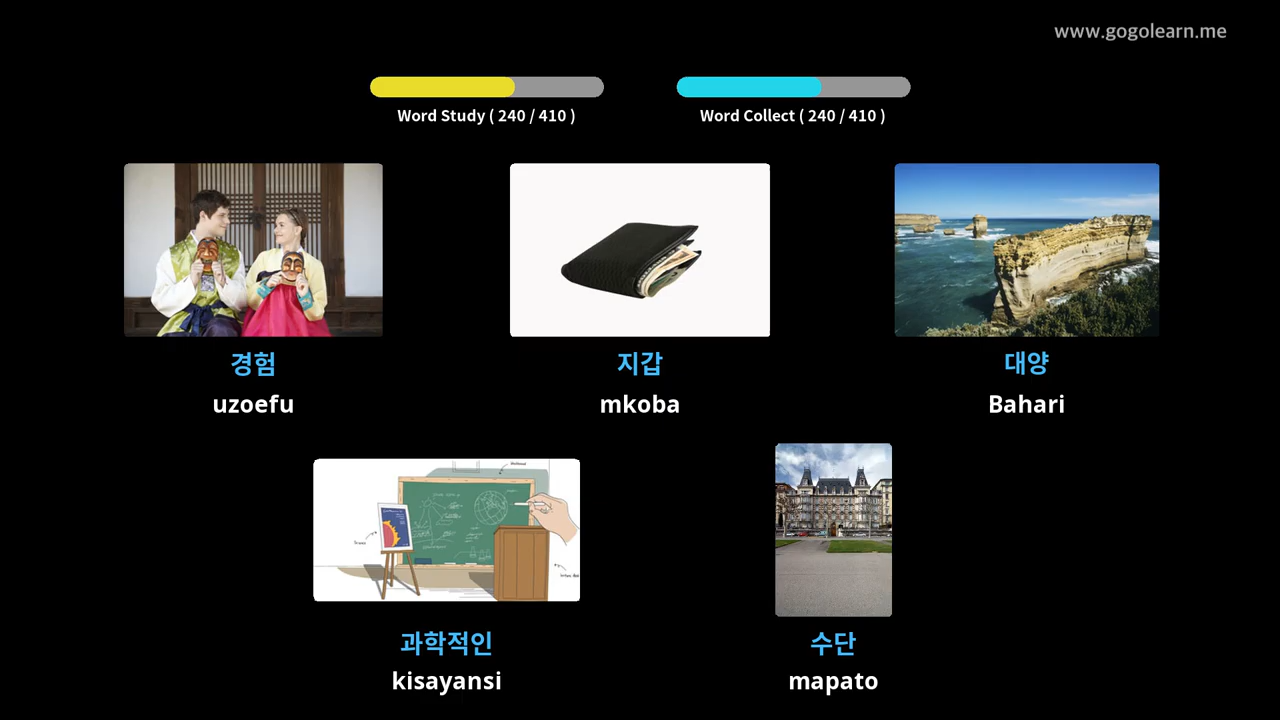 www.gogolearn.me
Word Study ( 240 / 410 )
Word Collect ( 240 / 410 )
경험
지갑
대양
uzoefu
mkoba
Bahari
과학적인
수단
kisayansi
mapato